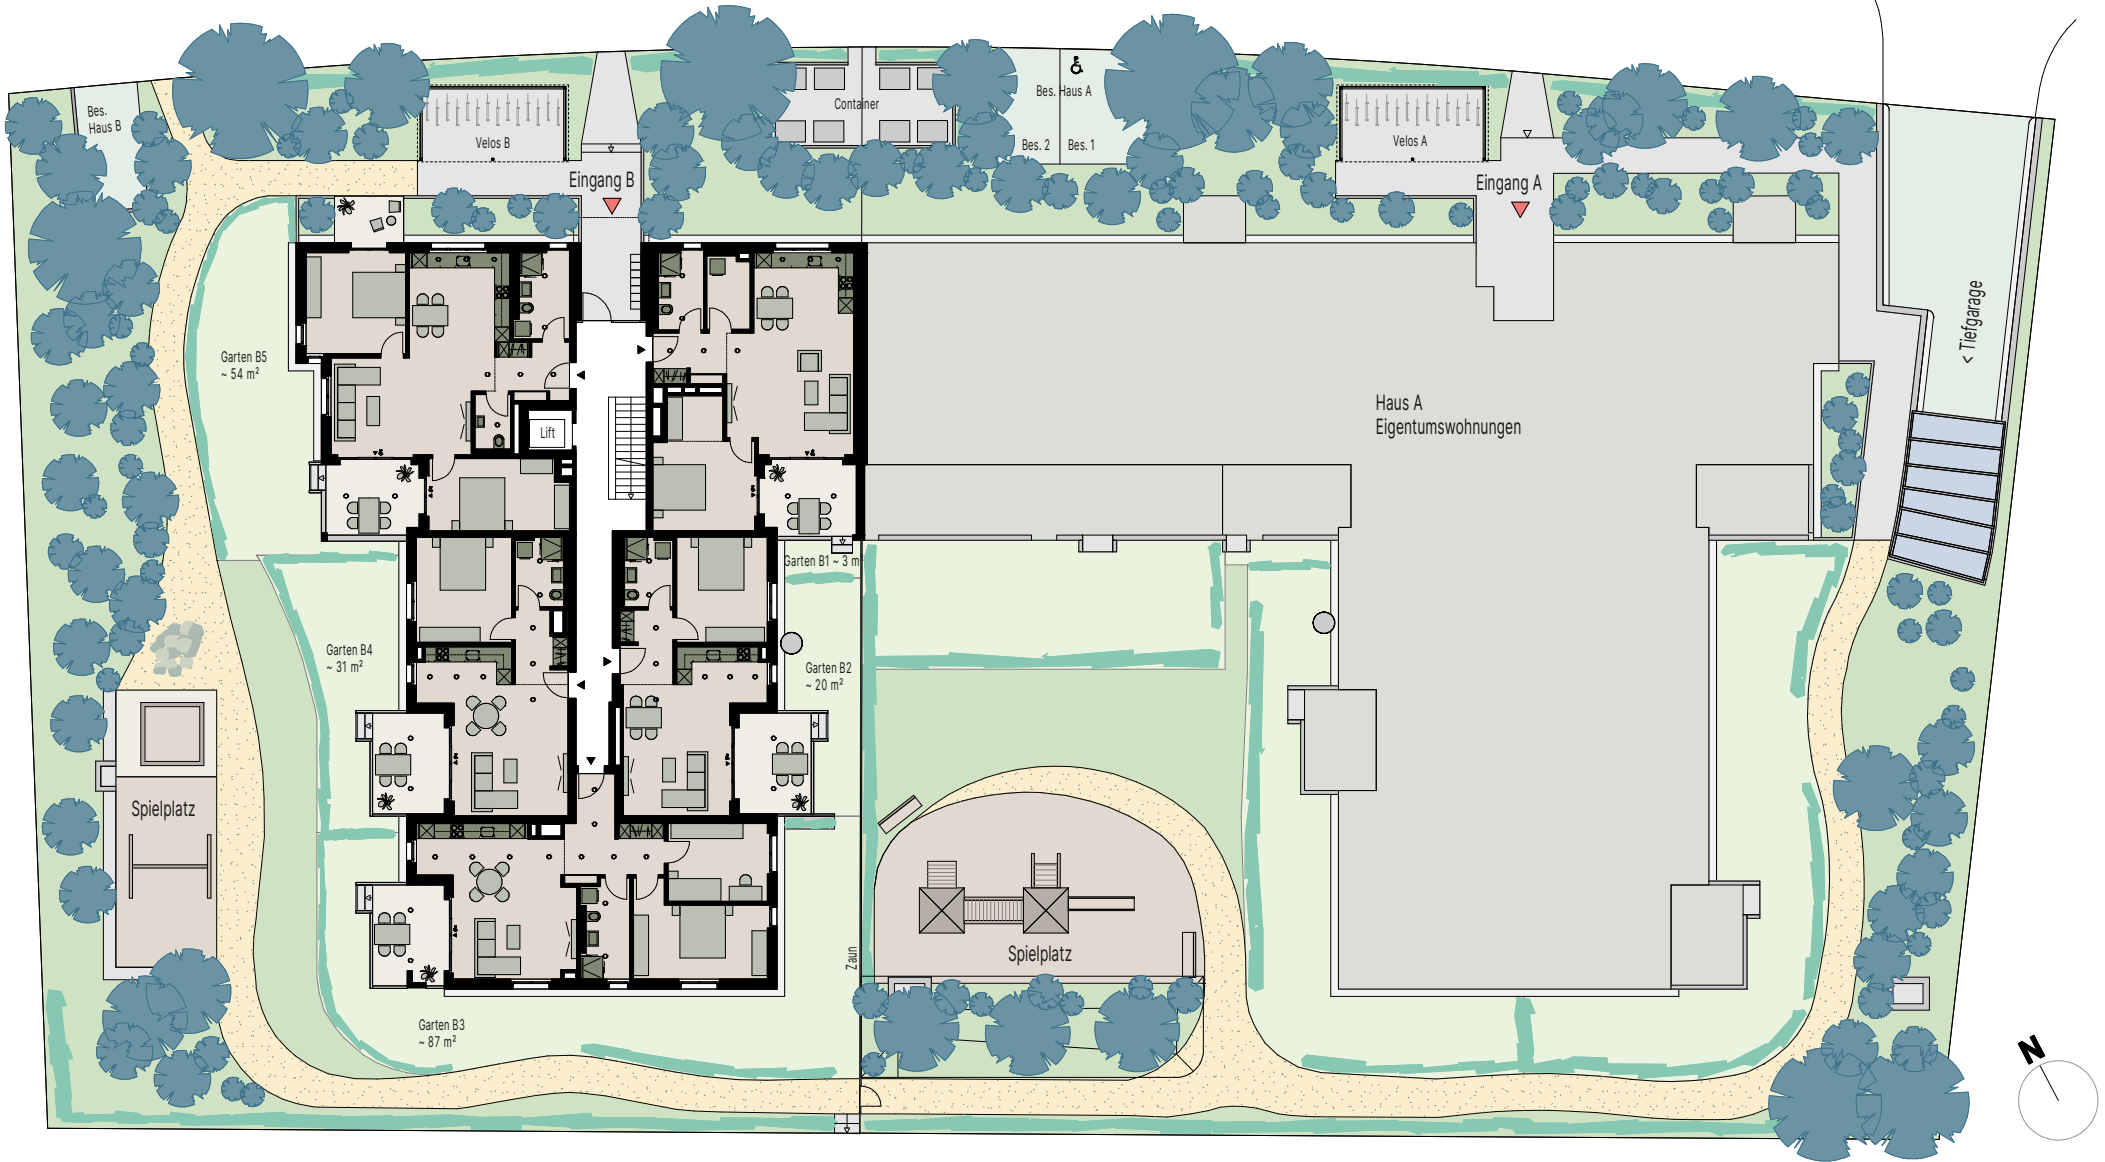 Bes.
Haus B
Velos B
Eingang B
Container
Bes. Haus A
Bes. 2
Bes. 1
Velos A
Eingang A
< Tiefgarage
Garten B5
~ 54 m²
Lift
Haus A
Eigentumswohnungen
Garten B1 ~ 3 m
Garten B4
~ 31 m²
Garten B2
~ 20 m²
Spielplatz
Zaun
Spielplatz
Garten B3
~ 87 m²
N